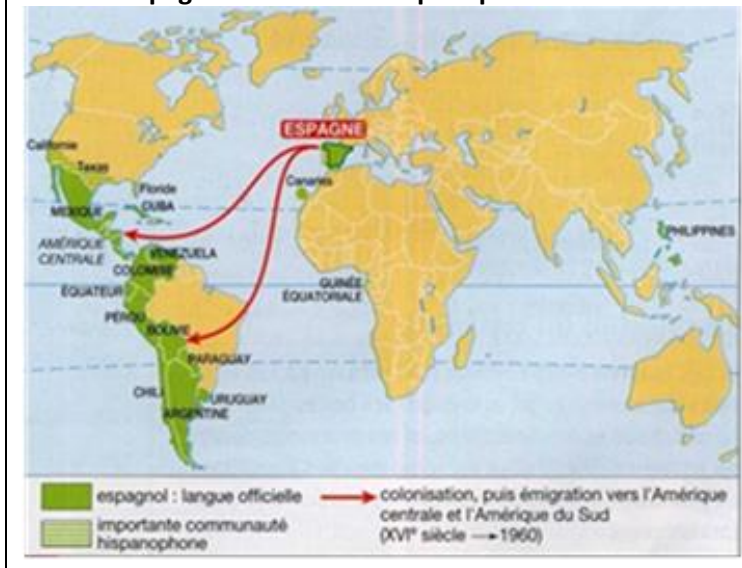 ESPAGNE
Californie
Texas
Floride
Canaries
MEXIQUE
CUBA
PHILIPPINES
AMÉRIQUE
CENTRALE
VENEZUELA
COLOMBIE
GUINÉE
ÉQUATORIALE
ÉQUATEUR
PÉROU
BOLIVIE
PARAGUAY
CHILI
URUGUAY
ARGENTINE
espagnol : langue officielle
importante communauté
hispanophone
colonisation, puis émigration vers l'Amérique
centrale et l'Amérique du Sud
(XVIᵉ siècle → 1960)